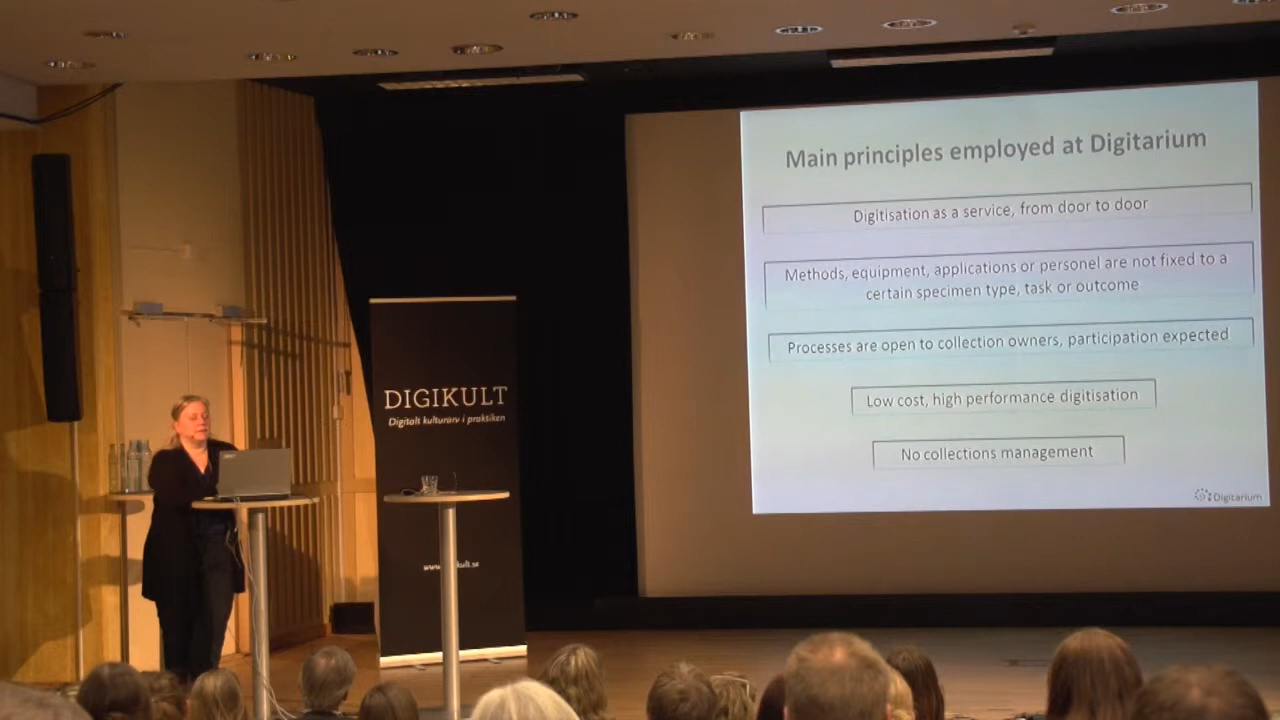 Main principles employed at Digitarium
Digitisation as a service, from door to door
Methods, equipment, applications or personel are not fixed to a
certain specimen type, task or outcome
Processes are open to collection owners, participation expected
Low cost, high performance digitisation
No collections management
Digitarium
DIGIKULT
Digitalt kulturarv i praktiken